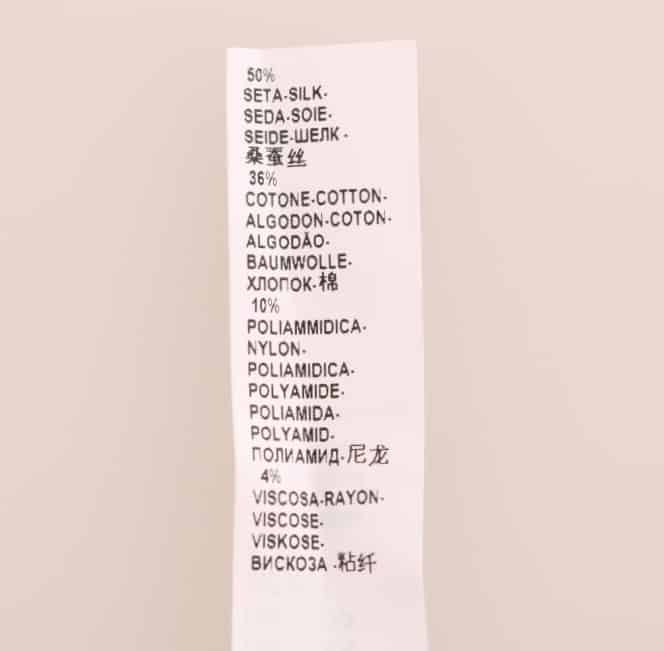 50%
SETA-SILK-
SEDA-SOIE-
SEIDE-ШЕЛК -
桑蚕丝
36%
COTONE-COTTON-
ALGODON-COTON-
ALGODÃO-
BAUMWOLLE-
ХЛОПОК-棉
10%
POLIAMMIDICA-
NYLON-
POLIAMIDICA-
POLYAMIDE-
POLIAMIDA-
POLYAMID-
ПОЛИАМИД-尼龙
4%
VISCOSA-RAYON-
VISCOSE-
VISKOSE-
ВИСКОЗА -粘纤